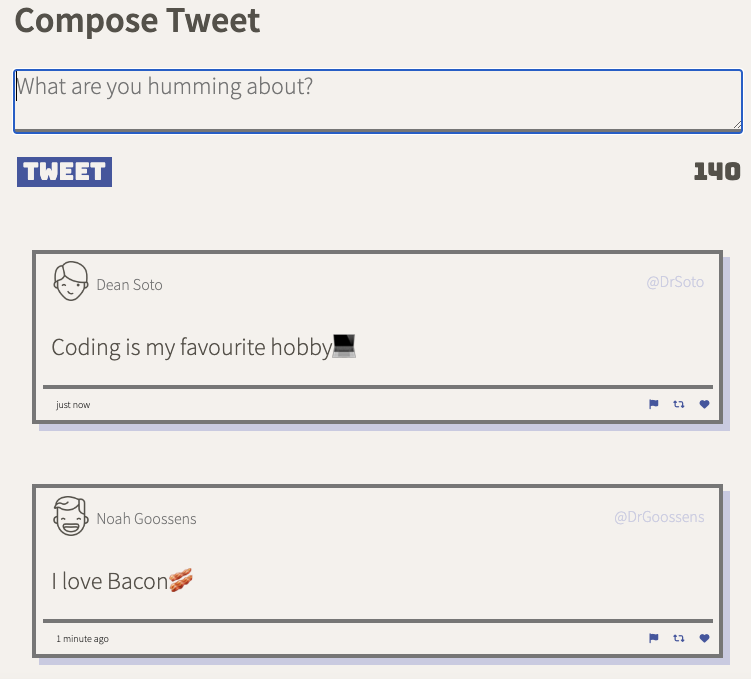 Compose Tweet
What are you humming about?
TWEET
140
Dean Soto
@DrSoto
Coding is my favourite hobby💻
just now
Noah Goossens
@DrGoossens
I love Bacon🥓
1 minute ago